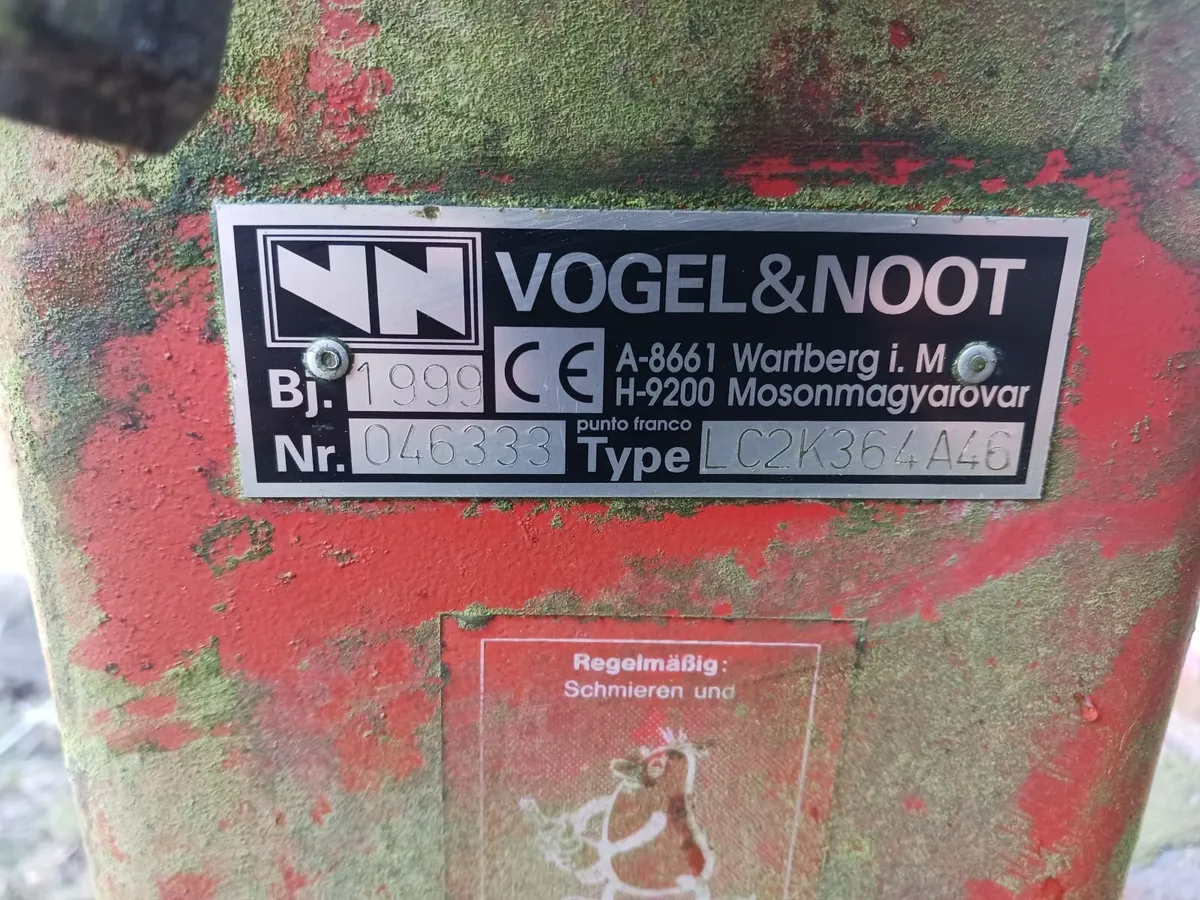 VN VOGEL&NOOT
CE A-8661 Wartberg i. M
Bj. 1999 H-9200 Mosonmagyarovar
punto franco
Nr. 046333 Type LC2K364A46
Regelmäßig:
Schmieren und